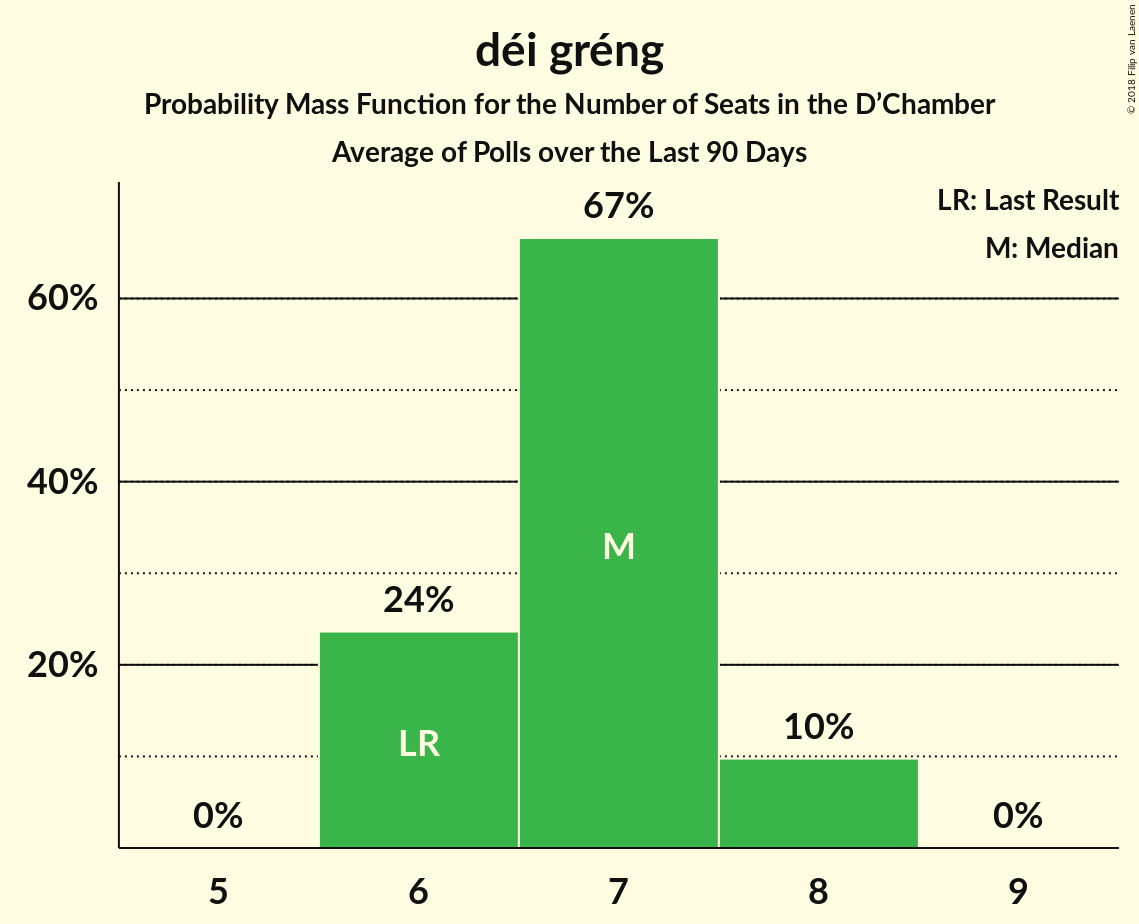 déi gréng
Probability Mass Function for the Number of Seats in the D’Chamber
Average of Polls over the Last 90 Days
© 2018 Filip van Laenen
LR: Last Result
M: Median
67%
60%
40%
M
24%
20%
10%
LR
0%
0%
5 6 7 8 9